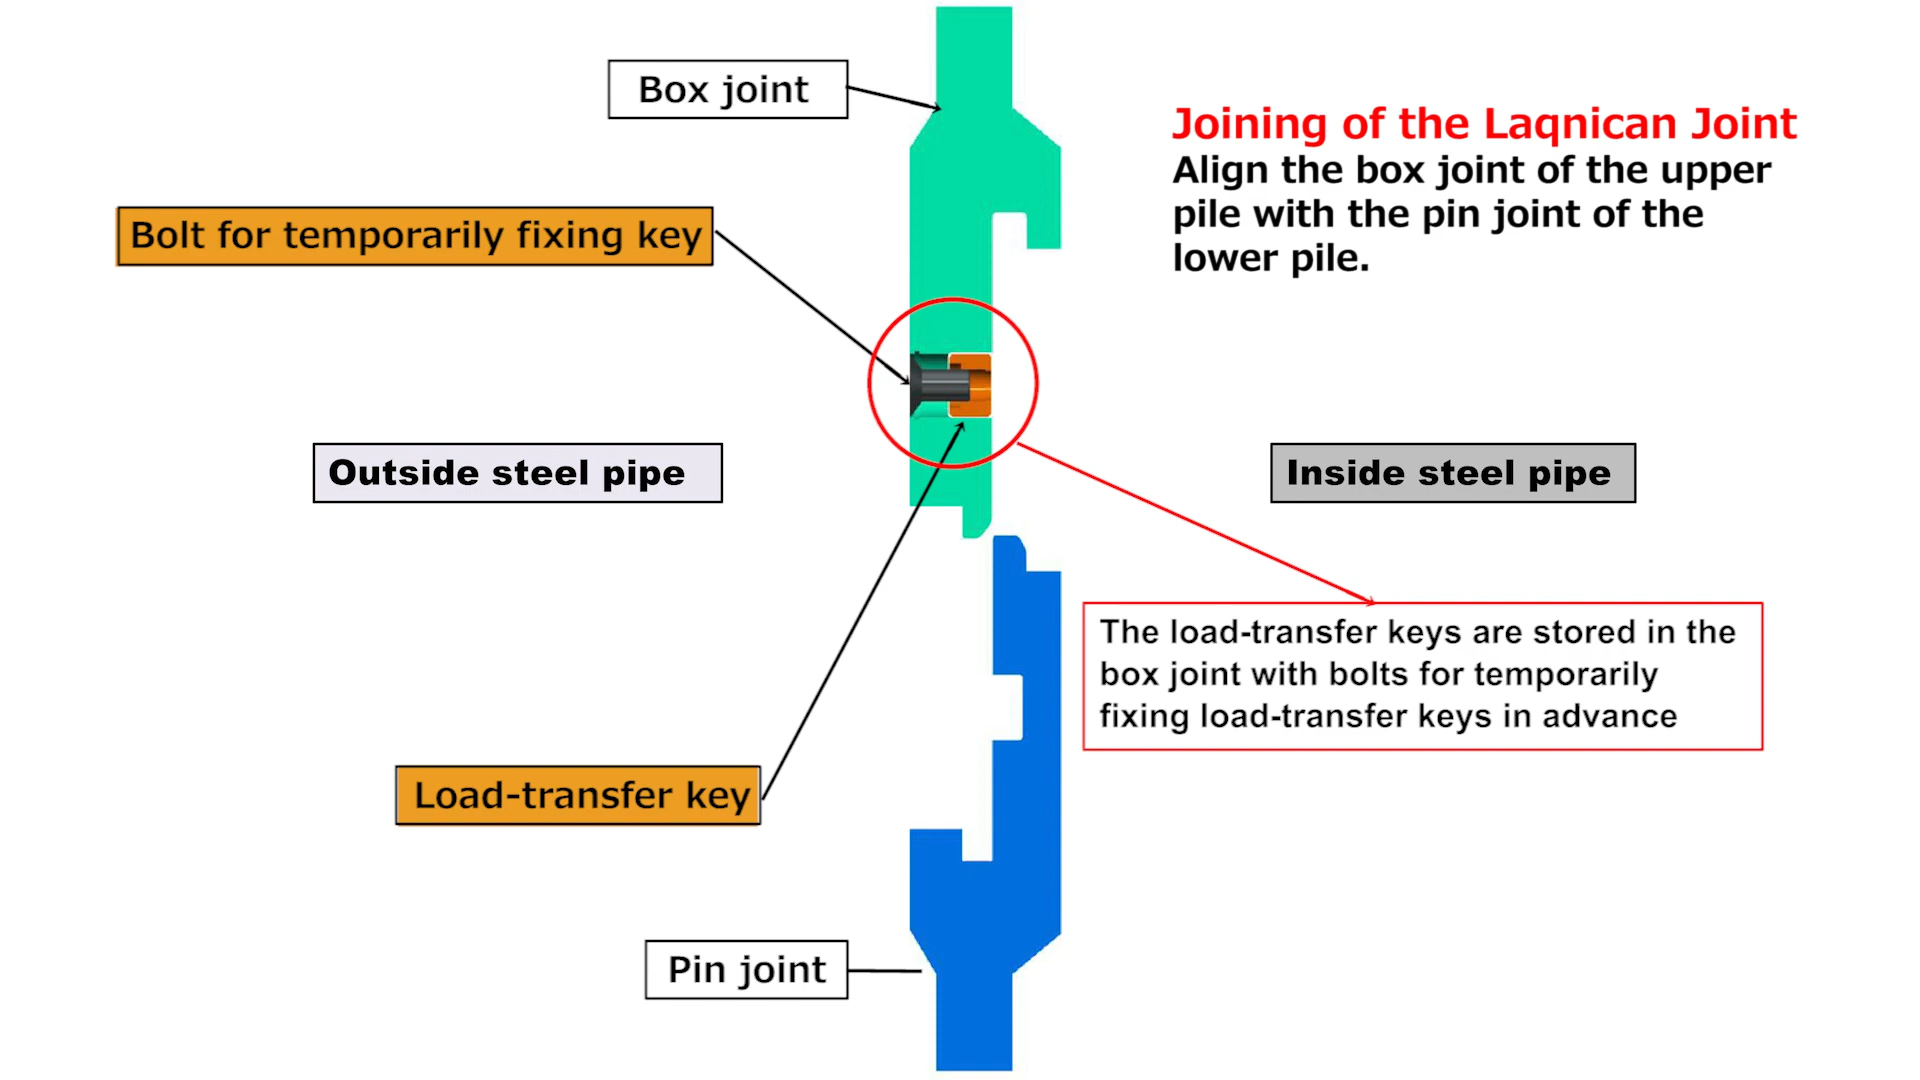 Box joint
Joining of the Laqnican Joint
Align the box joint of the upper
pile with the pin joint of the
lower pile.
Bolt for temporarily fixing key
Outside steel pipe
Inside steel pipe
The load-transfer keys are stored in the
box joint with bolts for temporarily
fixing load-transfer keys in advance
Load-transfer key
Pin joint